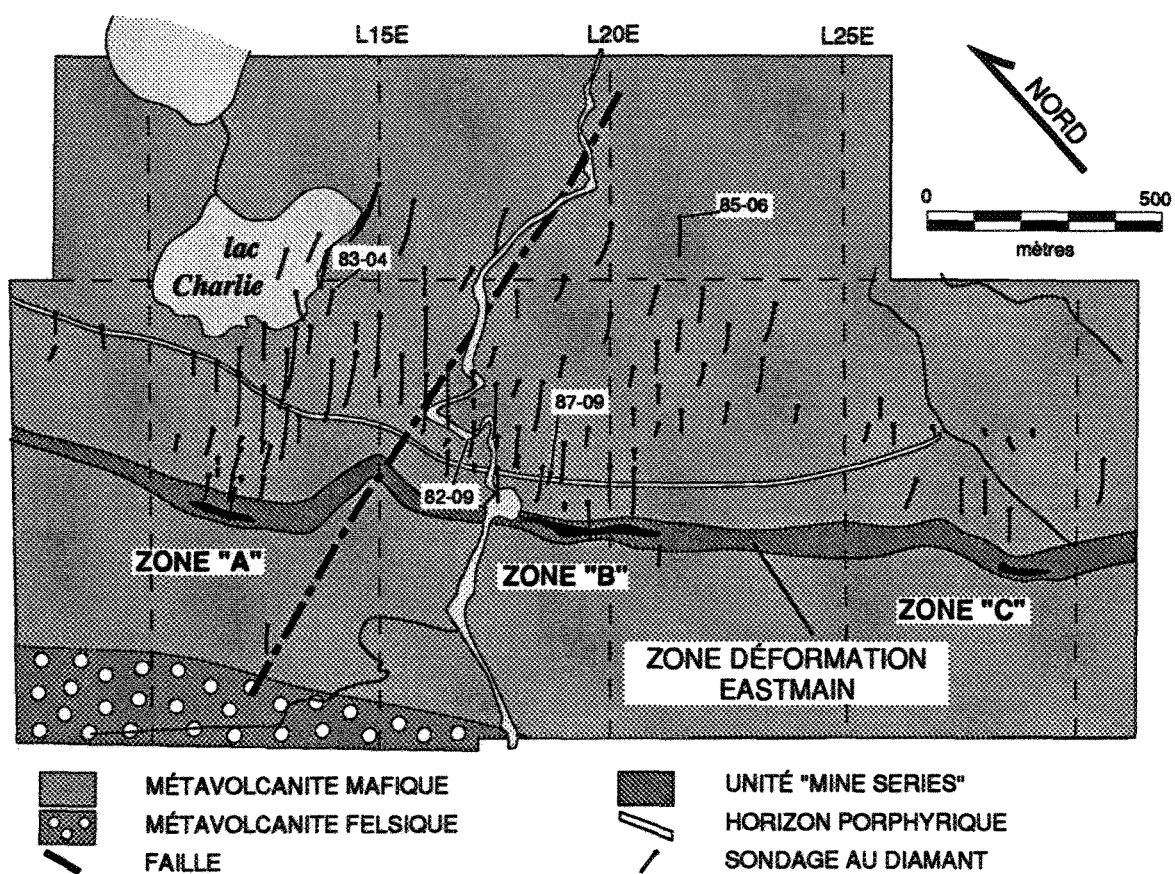 L15E
L20E
L25E
NORD
0
500
mètres
85-06
lac
Charlie
83-04
87-09
82-09
ZONE "A"
ZONE "B"
ZONE "C"
ZONE DÉFORMATION
EASTMAIN
MÉTAVOLCANITE MAFIQUE
UNITÉ "MINE SERIES"
MÉTAVOLCANITE FELSIQUE
HORIZON PORPHYRIQUE
FAILLE
SONDAGE AU DIAMANT